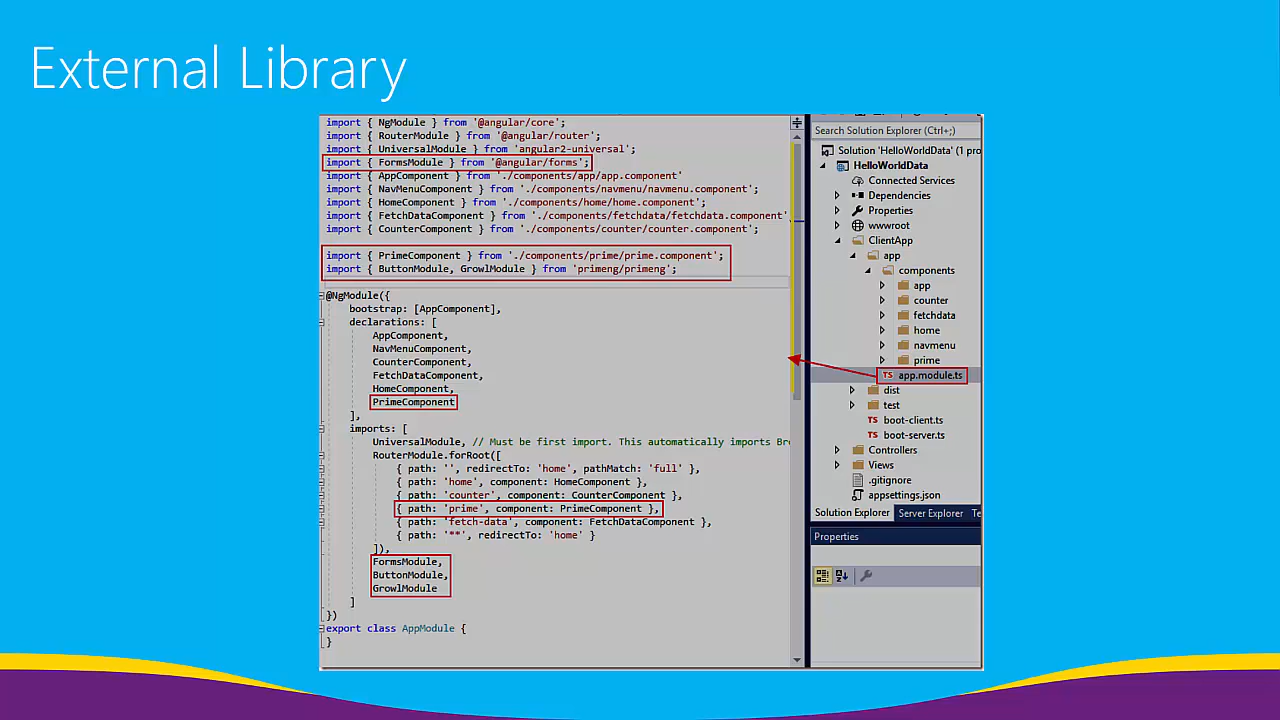 External Library
import { NgModule } from '@angular/core';
import { RouterModule } from '@angular/router';
import { UniversalModule } from 'angular2-universal';
import { FormsModule } from '@angular/forms';
import { AppComponent } from './components/app/app.component'
import { NavMenuComponent } from './components/navmenu/navmenu.component';
import { HomeComponent } from './components/home/home.component';
import { FetchDataComponent } from './components/fetchdata/fetchdata.component'
import { CounterComponent } from './components/counter/counter.component';
import { PrimeComponent } from './components/prime/prime.component';
import { ButtonModule, GrowlModule } from 'primeng/primeng';
@NgModule({
bootstrap: [AppComponent],
declarations: [
AppComponent,
NavMenuComponent,
CounterComponent,
FetchDataComponent,
HomeComponent,
PrimeComponent
],
imports: [
UniversalModule, // Must be first import. This automatically imports Br
RouterModule.forRoot([
{ path: '', redirectTo: 'home', pathMatch: 'full' },
{ path: 'home', component: HomeComponent },
{ path: 'counter', component: CounterComponent },
{ path: 'prime', component: PrimeComponent },
{ path: 'fetch-data', component: FetchDataComponent },
{ path: '**', redirectTo: 'home' }
]),
FormsModule,
ButtonModule,
GrowlModule
]
})
export class AppModule {
}
Search Solution Explorer (Ctrl+;)
Solution 'HelloWorldData' (1 pro
HelloWorldData
Connected Services
Dependencies
Properties
wwwroot
ClientApp
app
components
app
counter
fetchdata
home
navmenu
prime
TS app.module.ts
dist
test
TS boot-client.ts
TS boot-server.ts
Controllers
Views
.gitignore
appsettings.json
Solution Explorer Server Explorer Te
Properties